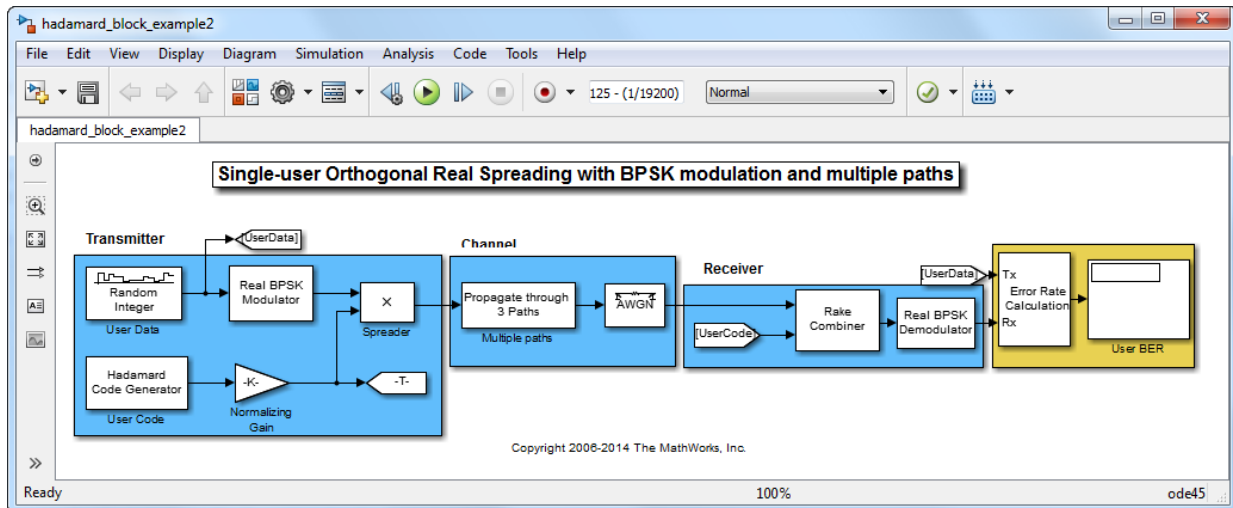 hadamard_block_example2
File Edit View Display Diagram Simulation Analysis Code Tools Help
125 - (1/19200) Normal
hadamard_block_example2
Single-user Orthogonal Real Spreading with BPSK modulation and multiple paths
Transmitter
[UserData]
Random
Integer
User Data
Real BPSK
Modulator
X
Spreader
Hadamard
Code Generator
User Code
-K-
Normalizing
Gain
-T-
Channel
Propagate through
3 Paths
Multiple paths
AWGN
Receiver
[UserCode]
Rake
Combiner
Real BPSK
Demodulator
[UserData]
Tx
Error Rate
Calculation
Rx
User BER
Copyright 2006-2014 The MathWorks, Inc.
Ready 100% ode45